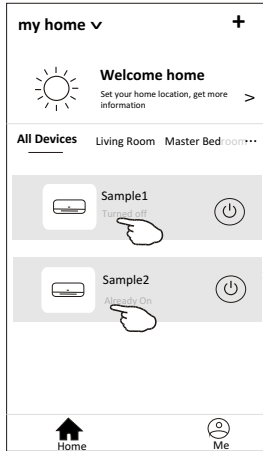 my home
+
Welcome home
Set your home location, get more
information
>
All Devices Living Room Master Bedroom ...
Sample1
Turned off
Sample2
Already On
Home Me